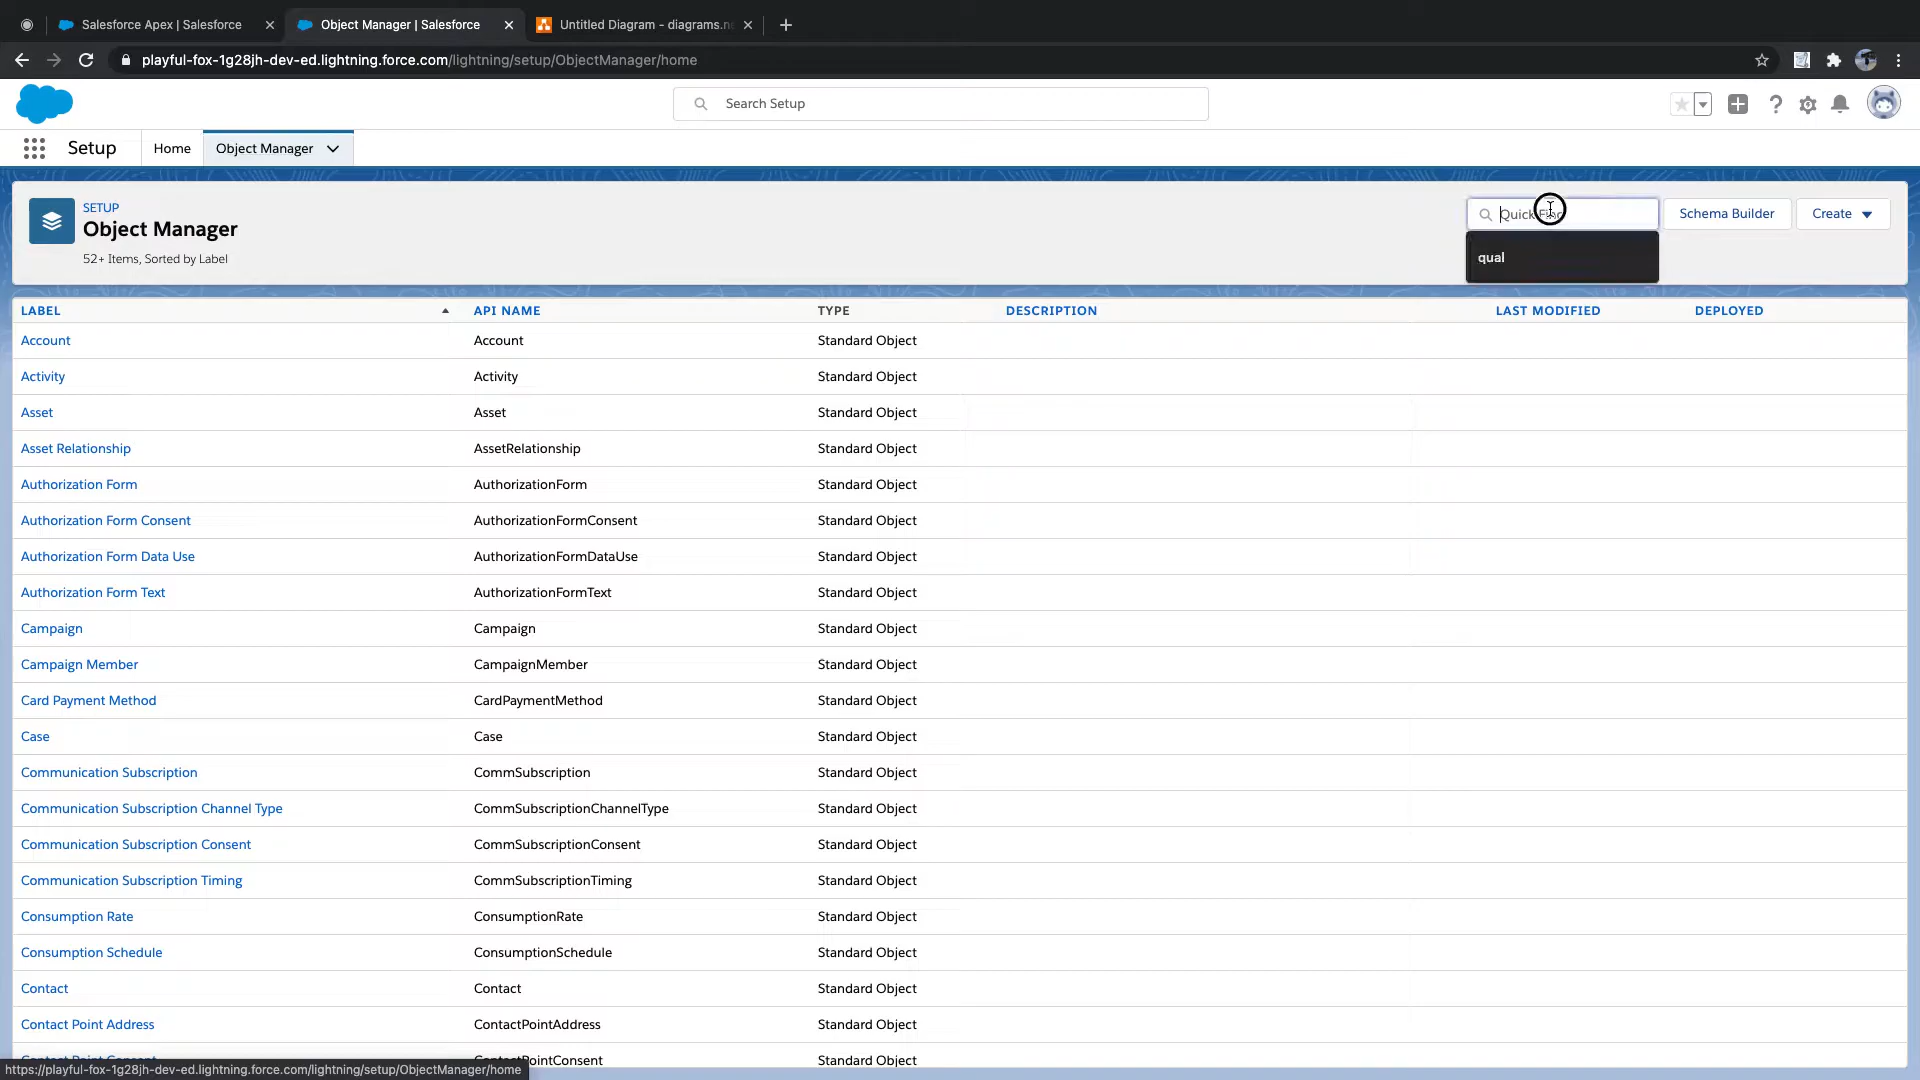 Salesforce Apex | Salesforce
Object Manager | Salesforce
Untitled Diagram - diagrams.n
playful-fox-1g28jh-dev-ed.lightning.force.com/lightning/setup/ObjectManager/home
Search Setup
Setup
Home
Object Manager
SETUP
Object Manager
52+ Items, Sorted by Label
Quick Find
qual
Schema Builder
Create
LABEL API NAME TYPE DESCRIPTION LAST MODIFIED DEPLOYED
Account Account Standard Object
Activity Activity Standard Object
Asset Asset Standard Object
Asset Relationship AssetRelationship Standard Object
Authorization Form AuthorizationForm Standard Object
Authorization Form Consent AuthorizationFormConsent Standard Object
Authorization Form Data Use AuthorizationFormDataUse Standard Object
Authorization Form Text AuthorizationFormText Standard Object
Campaign Campaign Standard Object
Campaign Member CampaignMember Standard Object
Card Payment Method CardPaymentMethod Standard Object
Case Case Standard Object
Communication Subscription CommSubscription Standard Object
Communication Subscription Channel Type CommSubscriptionChannelType Standard Object
Communication Subscription Consent CommSubscriptionConsent Standard Object
Communication Subscription Timing CommSubscriptionTiming Standard Object
Consumption Rate ConsumptionRate Standard Object
Consumption Schedule ConsumptionSchedule Standard Object
Contact Contact Standard Object
Contact Point Address ContactPointAddress Standard Object
Contact Point Consent ContactPointConsent Standard Object
https://playful-fox-1g28jh-dev-ed.lightning.force.com/lightning/setup/ObjectManager/home